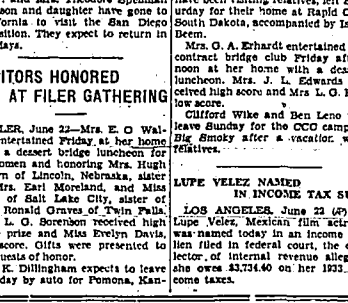 son and daughter have gone to
fornia to visit the San Diego
sition. They expect to return in
days.
ITORS HONORED
AT FILER GATHERING
LER, June 22—Mrs. E. O Wal-
ntertained Friday at her home
a dessert bridge luncheon for
omen and honoring Mrs. Hugh
n of Lincoln, Nebraska, sister
rs. Earl Moreland, and Miss
of Salt Lake City, sister of
Ronald Graves of Twin Falls.
L. G. Sorenson received high
prize and Miss Evelyn Davis,
score. Gifts were presented to
uests of honor.
K. Dillingham expects to leave
day by auto for Pomona, Kan-
urday for their home at Rapid C
South Dakota, accompanied by
Beem.
Mrs. G. A. Erhardt entertained
contract bridge club Friday aft
noon at her home with a des
luncheon. Mrs. J. L. Edwards
ceived high score and Mrs. L. G.
low score.
Clifford Wike and Ben Leno
leave Sunday for the CCC camp
Big Smoky after a vacation w
relatives.
LUPE VELEZ NAMED
IN INCOME TAX SU
LOS ANGELES, June 22 (AP)
Lupe Velez, Mexican film actr
was named today in an income
lien filed in federal court, the
lector of internal revenue alleg
she owes $3,734.40 on her 1933
come taxes.